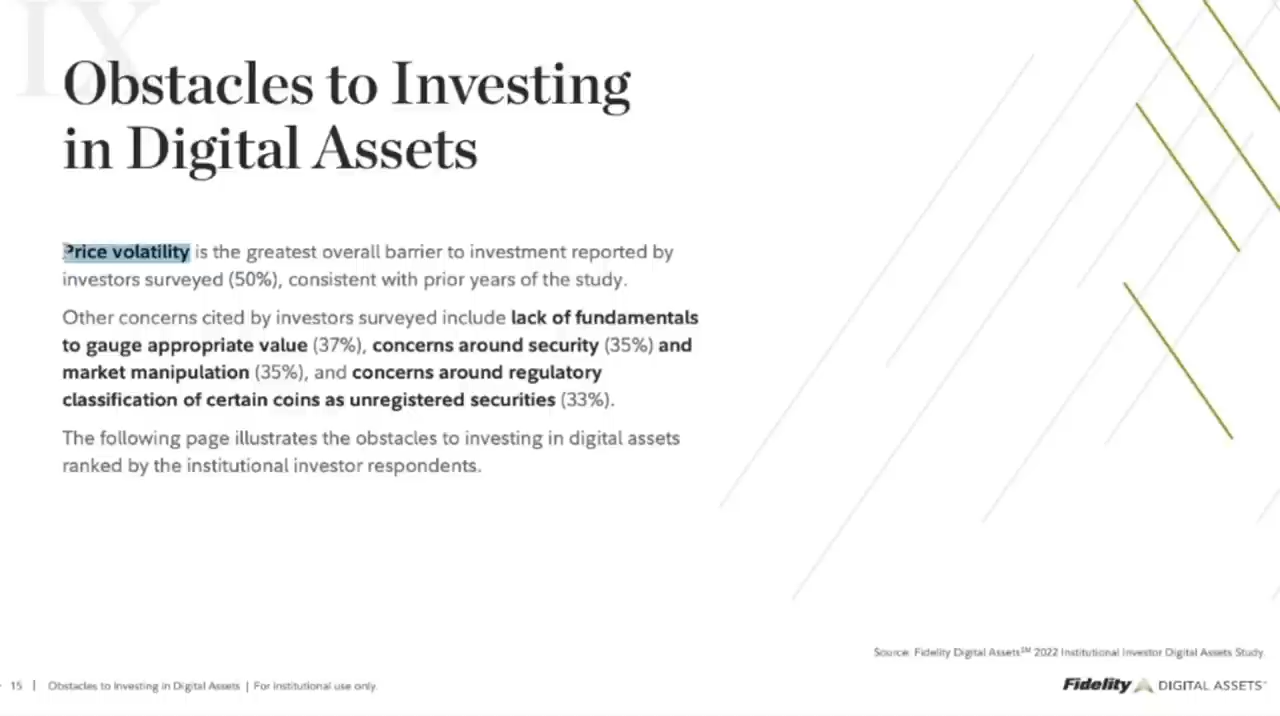 IX
Obstacles to Investing
in Digital Assets
Price volatility is the greatest overall barrier to investment reported by
investors surveyed (50%), consistent with prior years of the study.
Other concerns cited by investors surveyed include lack of fundamentals
to gauge appropriate value (37%), concerns around security (35%) and
market manipulation (35%), and concerns around regulatory
classification of certain coins as unregistered securities (33%).
The following page illustrates the obstacles to investing in digital assets
ranked by the institutional investor respondents.
Source: Fidelity Digital Assets℠ 2022 Institutional Investor Digital Assets Study.
15 | Obstacles to Investing in Digital Assets | For institutional use only.
Fidelity DIGITAL ASSETS℠